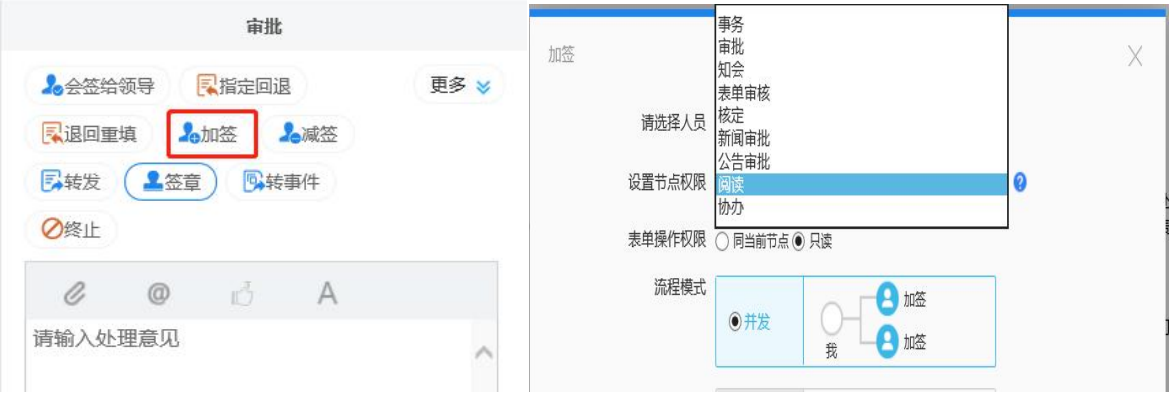 审批
会签给领导 指定回退 更多
退回重填 加签 减签
转发 签章 转事件
终止
@ A
请输入处理意见
加签 X
事务
审批
知会
表单审核
请选择人员 核定
新闻审批
公告审批
设置节点权限 阅读 ?
协办
表单操作权限 同当前节点 只读
流程模式
并发 我 加签
加签